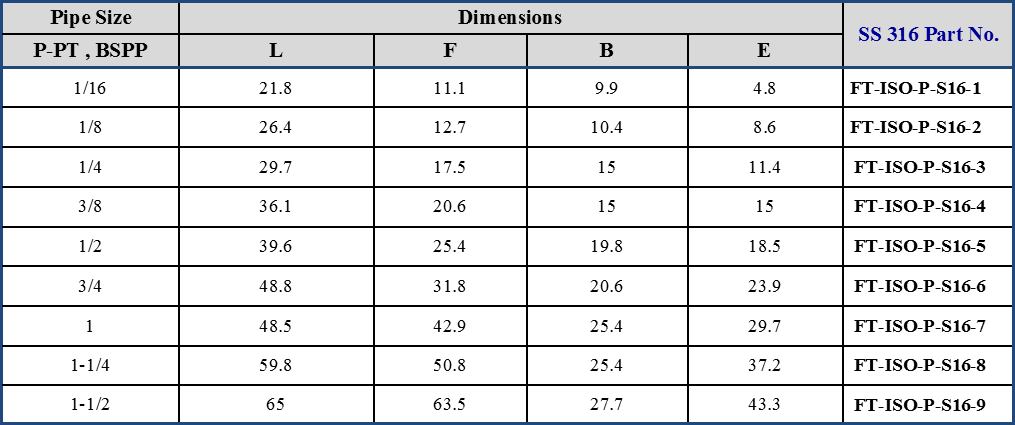 Pipe Size Dimensions SS 316 Part No.
P-PT , BSPP L F B E
1/16 21.8 11.1 9.9 4.8 FT-ISO-P-S16-1
1/8 26.4 12.7 10.4 8.6 FT-ISO-P-S16-2
1/4 29.7 17.5 15 11.4 FT-ISO-P-S16-3
3/8 36.1 20.6 15 15 FT-ISO-P-S16-4
1/2 39.6 25.4 19.8 18.5 FT-ISO-P-S16-5
3/4 48.8 31.8 20.6 23.9 FT-ISO-P-S16-6
1 48.5 42.9 25.4 29.7 FT-ISO-P-S16-7
1-1/4 59.8 50.8 25.4 37.2 FT-ISO-P-S16-8
1-1/2 65 63.5 27.7 43.3 FT-ISO-P-S16-9